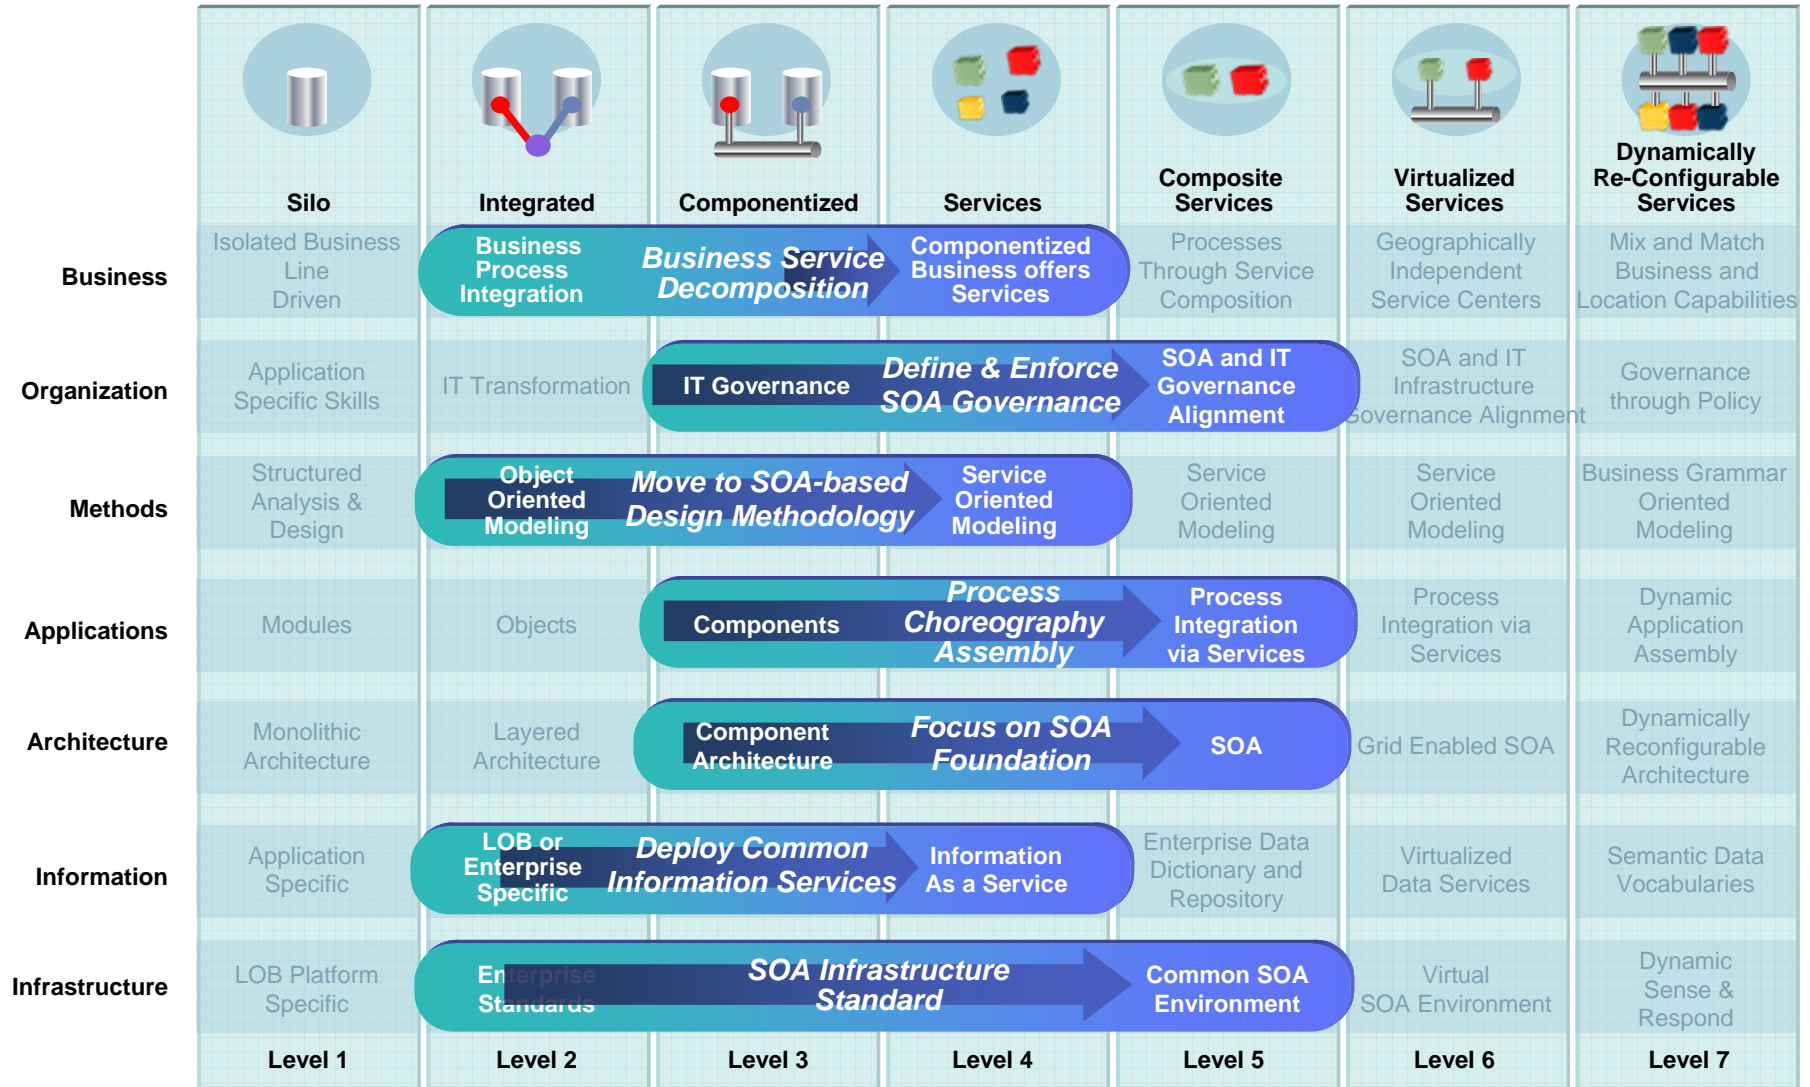 Silo
Integrated
Componentized
Services
Composite
Services
Virtualized
Services
Dynamically
Re-Configurable
Services
Business
Isolated Business
Line
Driven
Business
Process
Integration
Business Service
Decomposition
Componentized
Business offers
Services
Processes
Through Service
Composition
Geographically
Independent
Service Centers
Mix and Match
Business and
Location Capabilities
Organization
Application
Specific Skills
IT Transformation
IT Governance
Define & Enforce
SOA Governance
SOA and IT
Governance
Alignment
SOA and IT
Infrastructure
Governance Alignment
Governance
through Policy
Methods
Structured
Analysis &
Design
Object
Oriented
Modeling
Move to SOA-based
Design Methodology
Service
Oriented
Modeling
Service
Oriented
Modeling
Service
Oriented
Modeling
Business Grammar
Oriented
Modeling
Applications
Modules
Objects
Components
Process
Choreography
Assembly
Process
Integration
via Services
Process
Integration via
Services
Dynamic
Application
Assembly
Architecture
Monolithic
Architecture
Layered
Architecture
Component
Architecture
Focus on SOA
Foundation
SOA
Grid Enabled SOA
Dynamically
Reconfigurable
Architecture
Information
Application
Specific
LOB or
Enterprise
Specific
Deploy Common
Information Services
Information
As a Service
Enterprise Data
Dictionary and
Repository
Virtualized
Data Services
Semantic Data
Vocabularies
Infrastructure
LOB Platform
Specific
Enterprise
Standards
SOA Infrastructure
Standard
Common SOA
Environment
Virtual
SOA Environment
Dynamic
Sense &
Respond
Level 1
Level 2
Level 3
Level 4
Level 5
Level 6
Level 7